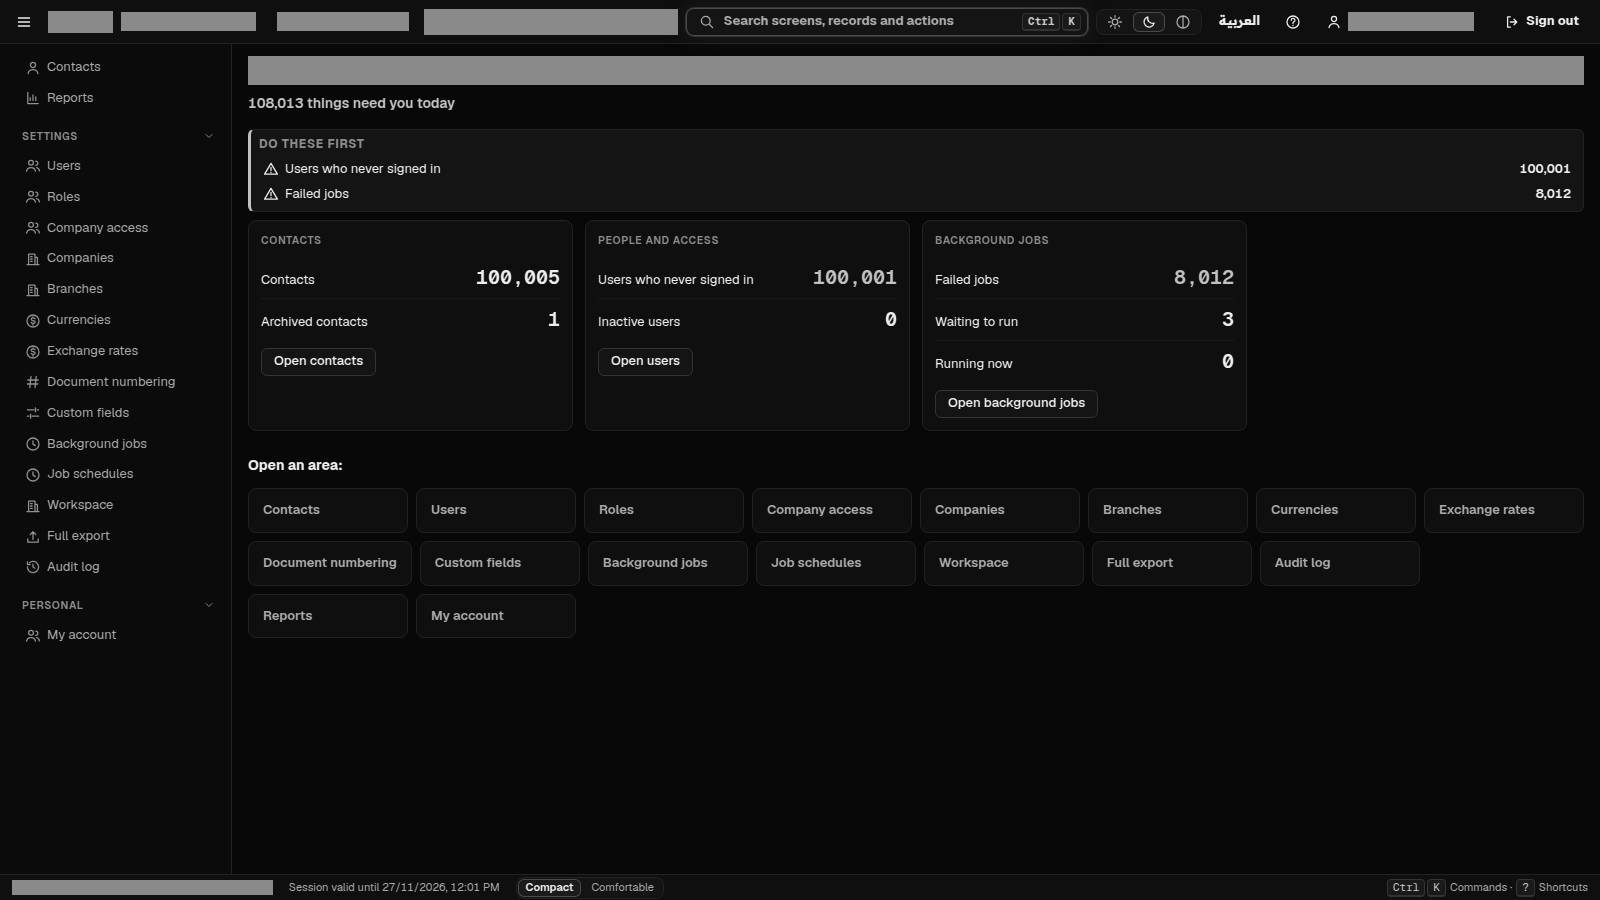 Search screens, records and actions Ctrl K العربية Sign out
Contacts
Reports
SETTINGS
Users
Roles
Company access
Companies
Branches
Currencies
Exchange rates
Document numbering
Custom fields
Background jobs
Job schedules
Workspace
Full export
Audit log
PERSONAL
My account
108,013 things need you today
DO THESE FIRST
Users who never signed in 100,001
Failed jobs 8,012
CONTACTS
Contacts 100,005
Archived contacts 1
Open contacts
PEOPLE AND ACCESS
Users who never signed in 100,001
Inactive users 0
Open users
BACKGROUND JOBS
Failed jobs 8,012
Waiting to run 3
Running now 0
Open background jobs
Open an area:
Contacts Users Roles Company access Companies Branches Currencies Exchange rates
Document numbering Custom fields Background jobs Job schedules Workspace Full export Audit log
Reports My account
Session valid until 27/11/2026, 12:01 PM Compact Comfortable Ctrl K Commands · ? Shortcuts